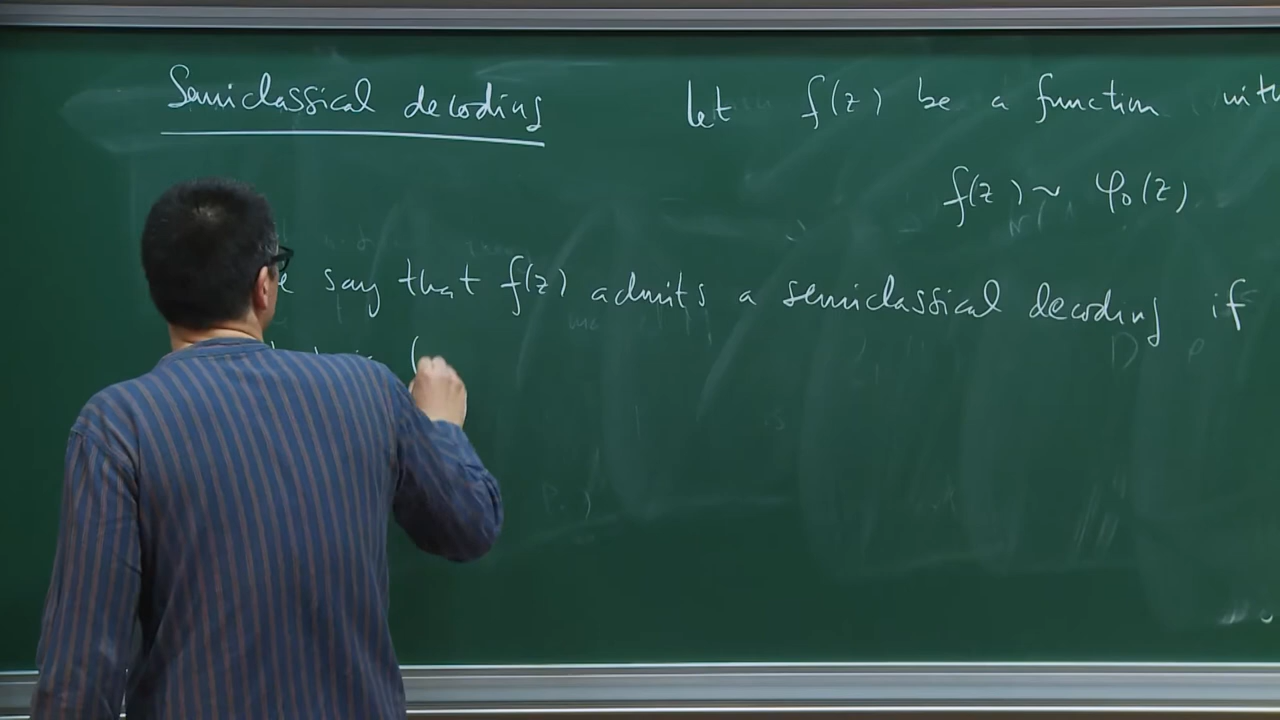 Semiclassical decoding
let f(z) be a function with
f(z) ~ φ₀(z)
say that f(z) admits a semiclassical decoding if
(